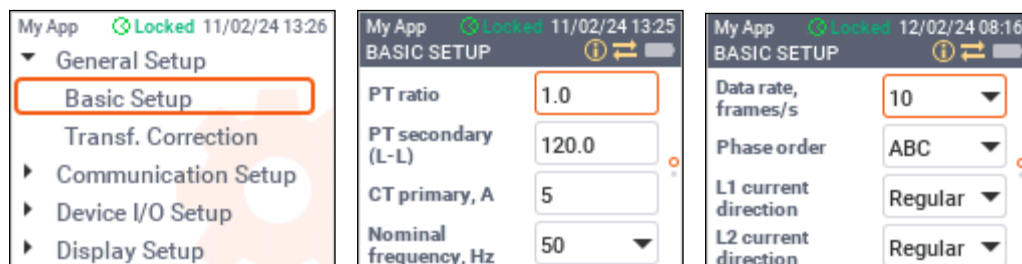 My App Locked 11/02/24 13:26
General Setup
Basic Setup
Transf. Correction
Communication Setup
Device I/O Setup
Display Setup
My App Locked 11/02/24 13:25
BASIC SETUP
PT ratio 1.0
PT secondary
(L-L) 120.0
CT primary, A 5
Nominal
frequency, Hz 50
My App Locked 12/02/24 08:16
BASIC SETUP
Data rate,
frames/s 10
Phase order ABC
L1 current
direction Regular
L2 current
direction Regular